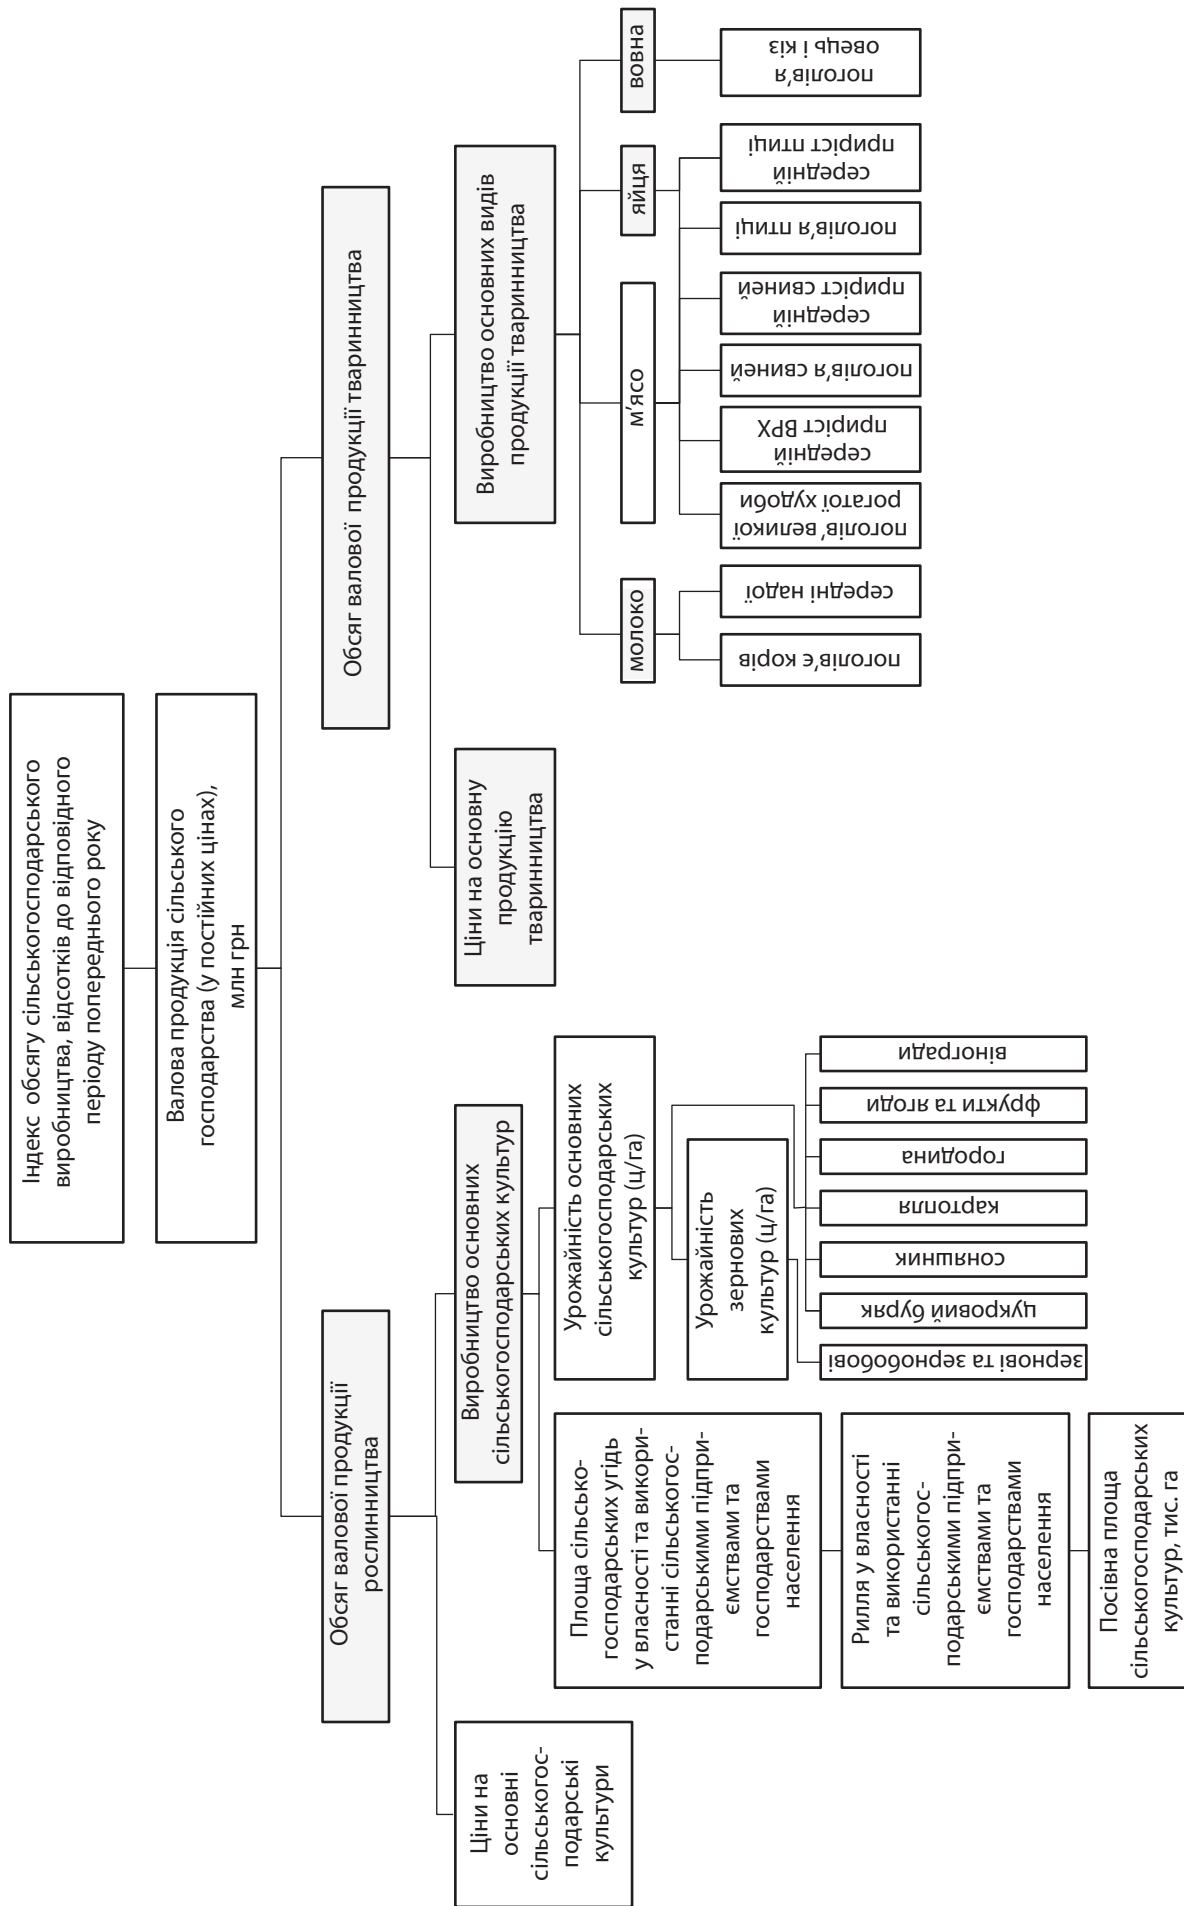 Індекс обсягу сільськогосподарського
виробництва, відсотків до відповідного
періоду попереднього року
Валова продукція сільського
господарства (у постійних цінах),
млн грн
Обсяг валової продукції
рослинництва
Обсяг валової продукції тваринництва
Ціни на
основні
сільськогос-
подарські
культури
Виробництво основних
сільськогосподарських культур
Ціни на основну
продукцію
тваринництва
Виробництво основних видів
продукції тваринництва
Площа сільсько-
господарських угідь
у власності та викори-
станні сільськогос-
подарськими підпри-
ємствами та
господарствами
населення
Урожайність основних
сільськогосподарських
культур (ц/га)
Урожайність
зернових
культур (ц/га)
Рилля у власності
та використанні
сільськогос-
подарськими підпри-
ємствами та
господарствами
населення
Посівна площа
сільськогосподарських
культур, тис. га
зернові та зернобобові
цукровий буряк
соняшник
картопля
городина
фрукти та ягоди
вінogради
молоко
м'ясо
яйця
вовна
поголів'є корів
середні надої
поголів'великої
рогатої худоби
середній
приріст ВРХ
поголів'я свиней
середній
приріст свиней
поголів'я птиці
середній
приріст птиці
поголів'я
овець і кіз